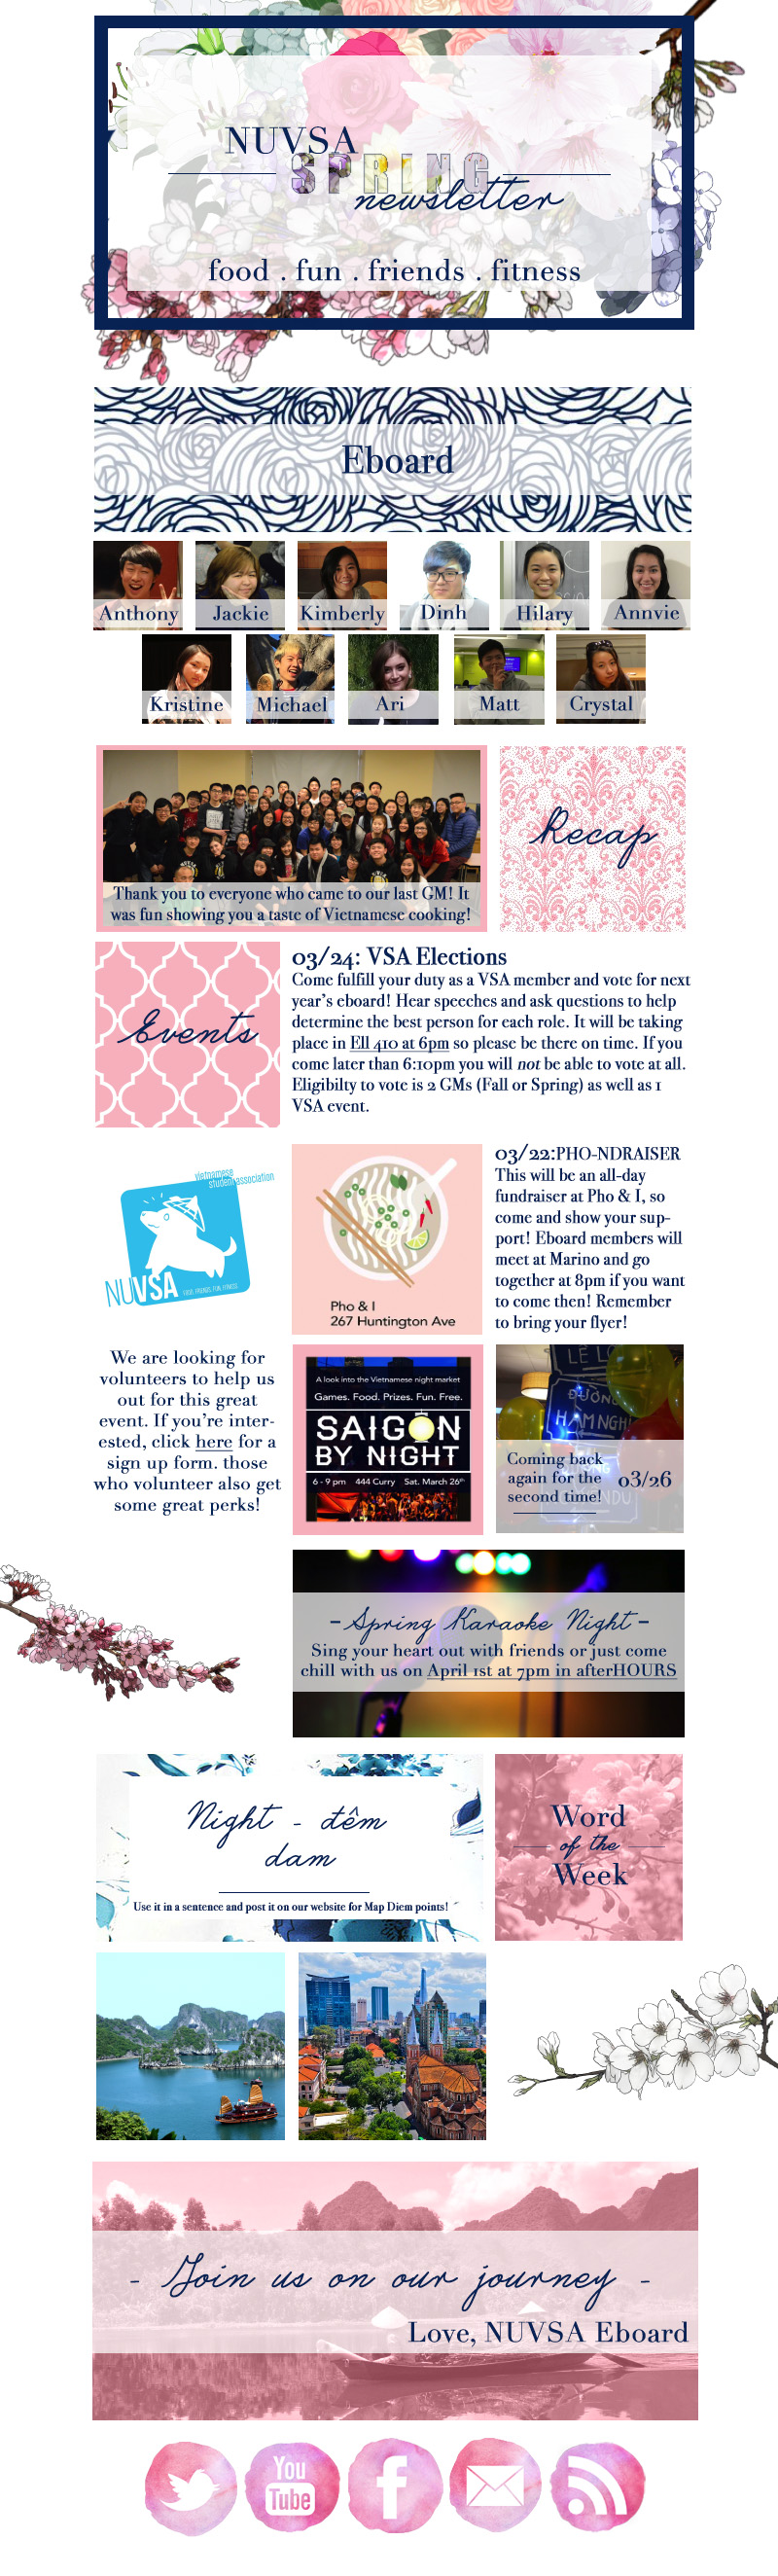 NUVSA
SPRING
newsletter
food . fun . friends . fitness
Eboard
Anthony
Jackie
Kimberly
Dinh
Hilary
Annvie
Kristine
Michael
Ari
Matt
Crystal
Thank you to everyone who came to our last GM! It
was fun showing you a taste of Vietnamese cooking!
Recap
Events
03/24: VSA Elections
Come fulfill your duty as a VSA member and vote for next
year's eboard! Hear speeches and ask questions to help
determine the best person for each role. It will be taking
place in Ell 410 at 6pm so please be there on time. If you
come later than 6:10pm you will not be able to vote at all.
Eligibilty to vote is 2 GMs (Fall or Spring) as well as 1
VSA event.
vietnamese
student association
NUVSA
FOOD. FRIENDS. FUN. FITNESS
Pho & I
267 Huntington Ave
03/22:PHO-NDRAISER
This will be an all-day
fundraiser at Pho & I, so
come and show your sup-
port! Eboard members will
meet at Marino and go
together at 8pm if you want
to come then! Remember
to bring your flyer!
We are looking for
volunteers to help us
out for this great
event. If you're inter-
ested, click here for a
sign up form. those
who volunteer also get
some great perks!
A look into the Vietnamese night market
Games. Food. Prizes. Fun. Free.
SAIGON
BY NIGHT
6 - 9 pm 444 Curry Sat. March 26th
LE LO
ĐƯỜNG
HAM NGHI
Coming back
again for the
second time!
03/26
- Spring Karaoke Night -
Sing your heart out with friends or just come
chill with us on April 1st at 7pm in afterHOURS
Night - đêm
dam
Use it in a sentence and post it on our website for Map Diem points!
Word
of the
Week
- Join us on our journey -
Love, NUVSA Eboard
You
Tube